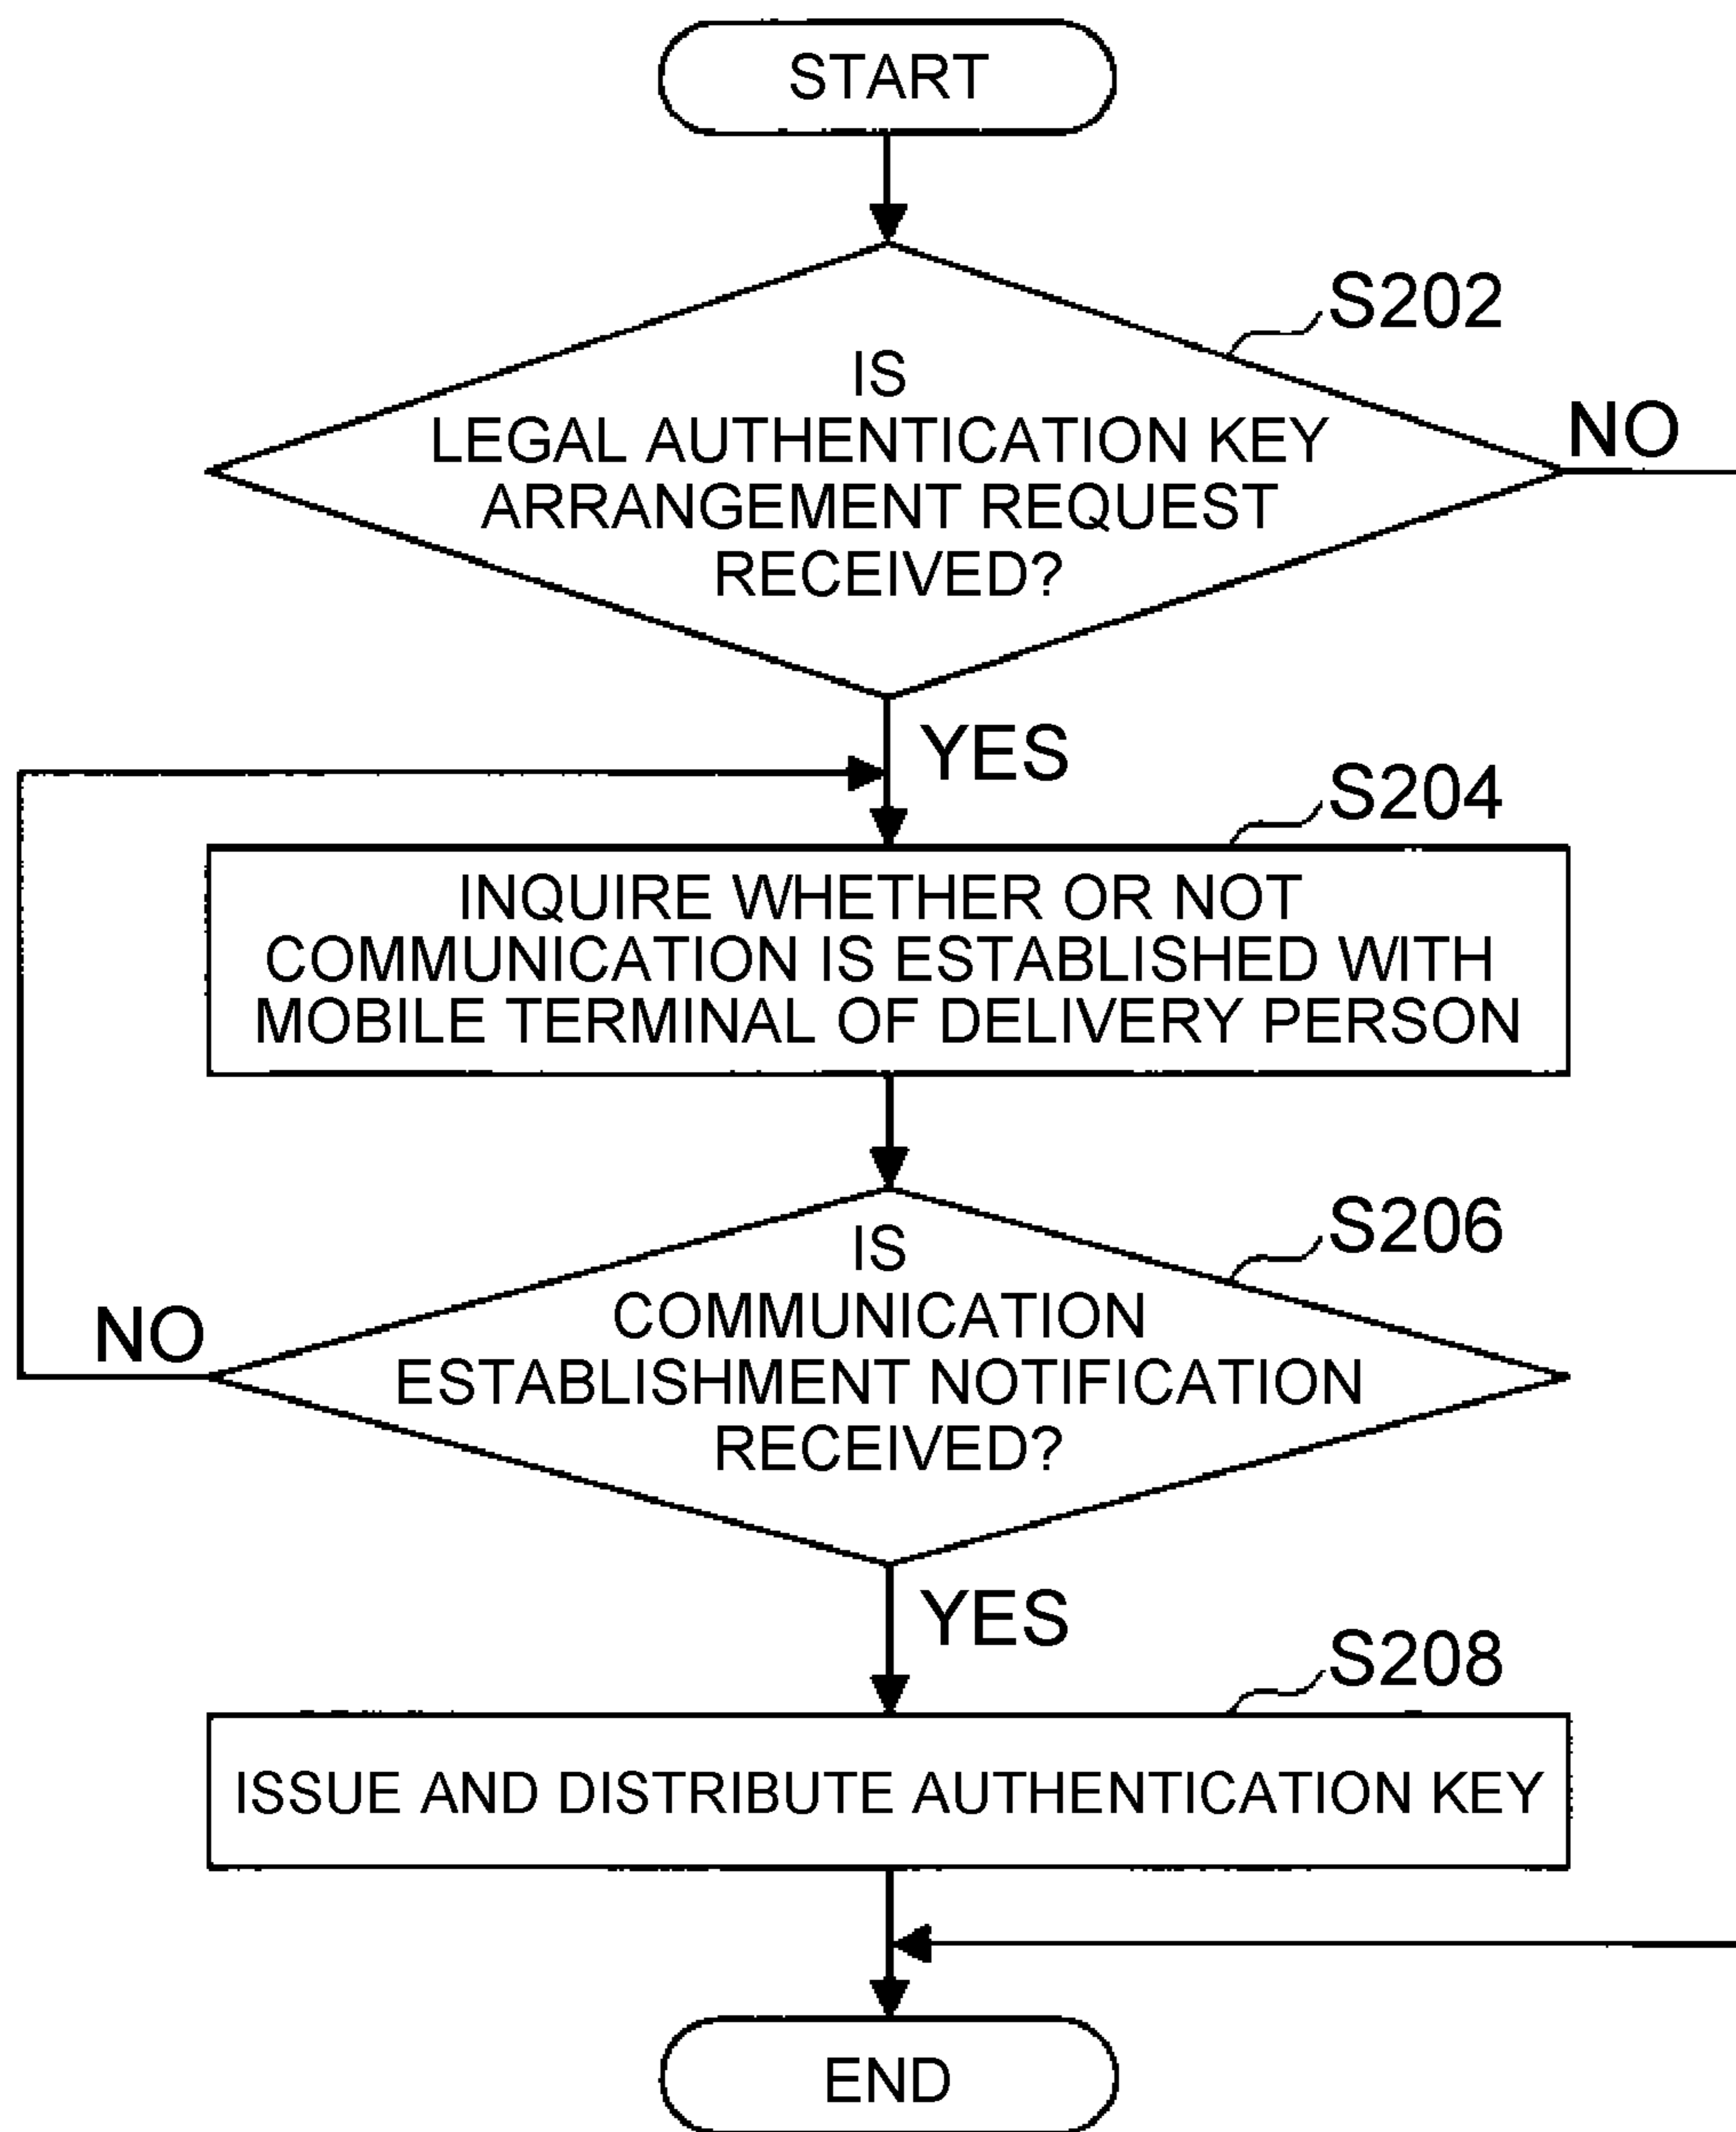 START
S202
IS
LEGAL AUTHENTICATION KEY
ARRANGEMENT REQUEST
RECEIVED?
NO
YES
S204
INQUIRE WHETHER OR NOT
COMMUNICATION IS ESTABLISHED WITH
MOBILE TERMINAL OF DELIVERY PERSON
S206
IS
COMMUNICATION
ESTABLISHMENT NOTIFICATION
RECEIVED?
NO
YES
S208
ISSUE AND DISTRIBUTE AUTHENTICATION KEY
END